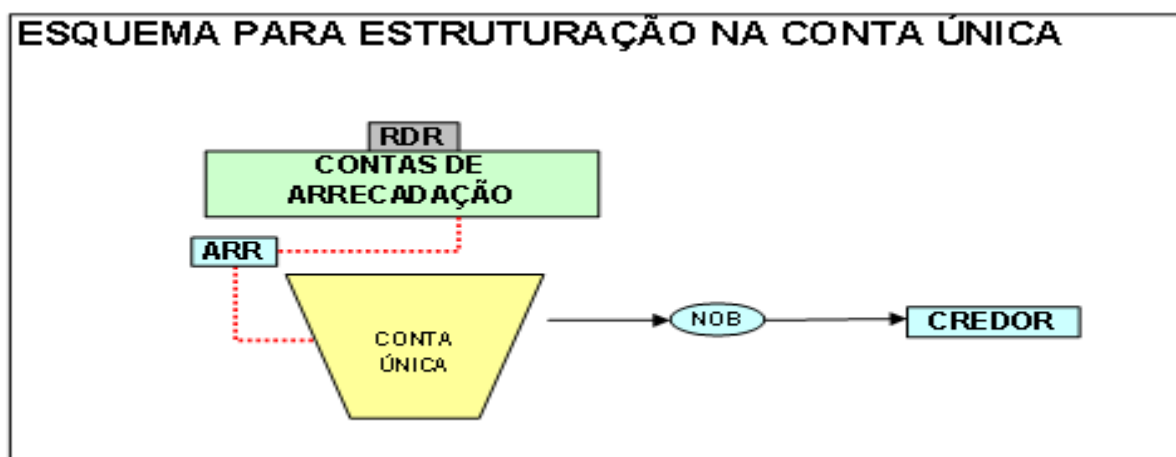 ESQUEMA PARA ESTRUTURAÇÃO NA CONTA ÚNICA
RDR
CONTAS DE
ARRECADAÇÃO
ARR
CONTA
ÚNICA
NOB
CREDOR